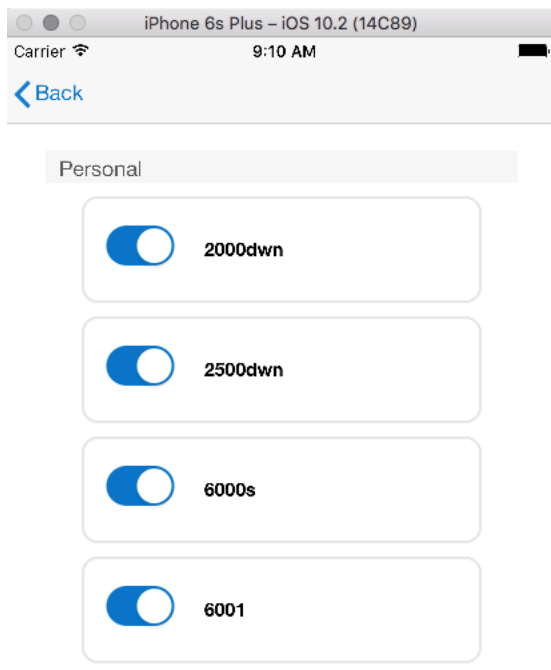 iPhone 6s Plus – iOS 10.2 (14C89)
Carrier 9:10 AM
Back
Personal
2000dwn
2500dwn
6000s
6001